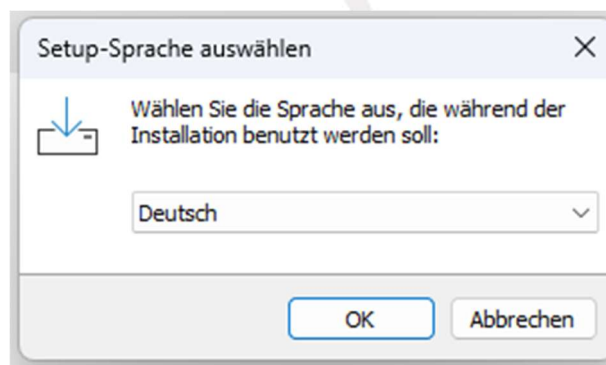 Setup-Sprache auswählen
Wählen Sie die Sprache aus, die während der
Installation benutzt werden soll:
Deutsch
OK
Abbrechen